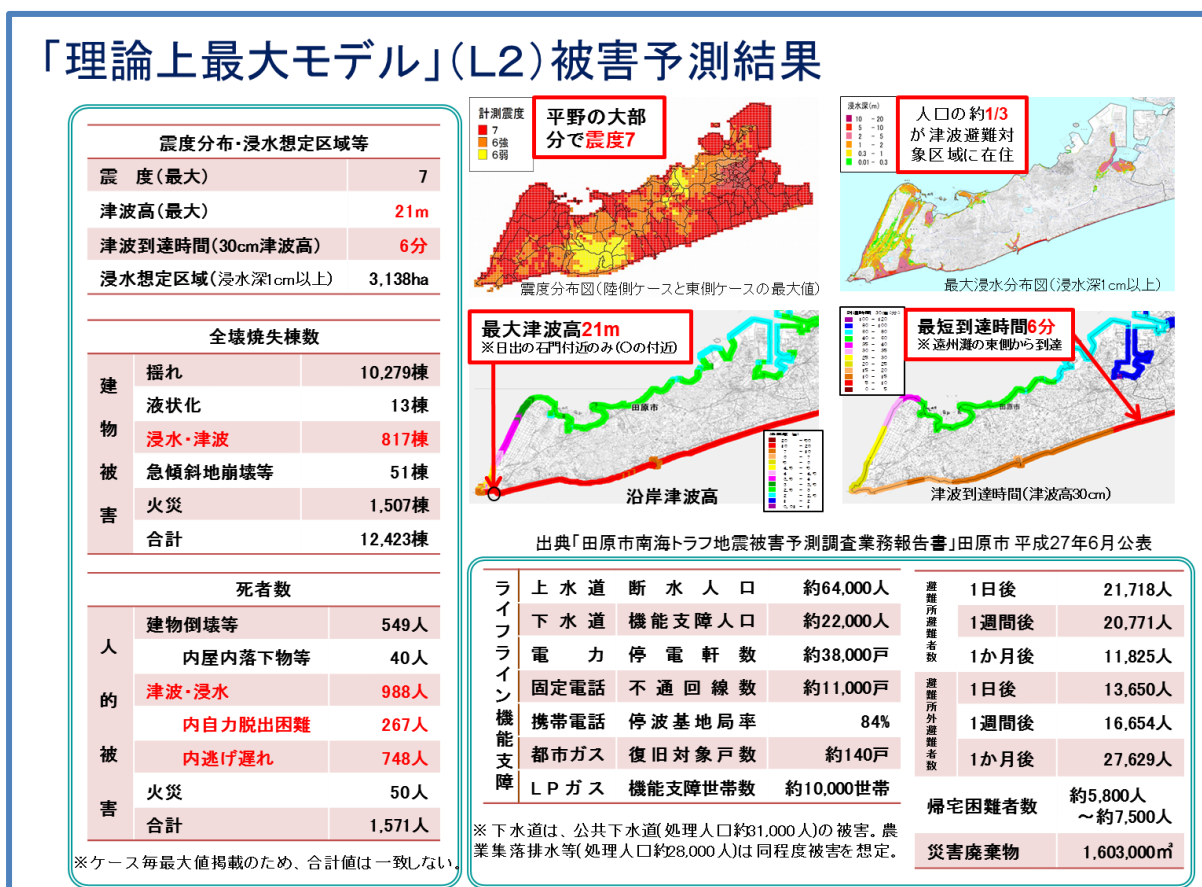 「理論上最大モデル」(L2)被害予測結果
震度分布・浸水想定区域等
震　度(最大) 7
津波高(最大) 21m
津波到達時間(30cm津波高) 6分
浸水想定区域(浸水深1cm以上) 3,138ha
全壊焼失棟数
建物被害
揺れ 10,279棟
液状化 13棟
浸水・津波 817棟
急傾斜地崩壊等 51棟
火災 1,507棟
合計 12,423棟
死者数
人的被害
建物倒壊等 549人
内屋内落下物等 40人
津波・浸水 988人
内自力脱出困難 267人
内逃げ遅れ 748人
火災 50人
合計 1,571人
※ケース毎最大値掲載のため、合計値は一致しない。
計測震度
7
6強
6弱
平野の大部
分で震度7
震度分布図(陸側ケースと東側ケースの最大値)
浸水深(m)
10 - 20
5 - 10
2 - 5
1 - 2
0.3 - 1
0.01 - 0.3
人口の約1/3
が津波避難対
象区域に在住
最大浸水分布図(浸水深1cm以上)
最大津波高21m
※日出の石門付近のみ(○の付近)
田原市
沿岸津波高
最短到達時間6分
※遠州灘の東側から到達
田原市
津波到達時間(津波高30cm)
出典「田原市南海トラフ地震被害予測調査業務報告書」田原市 平成27年6月公表
ライフライン機能支障
上水道 断水人口 約64,000人
下水道 機能支障人口 約22,000人
電力 停電軒数 約38,000戸
固定電話 不通回線数 約11,000戸
携帯電話 停波基地局率 84%
都市ガス 復旧対象戸数 約140戸
LPガス 機能支障世帯数 約10,000世帯
※下水道は、公共下水道(処理人口約31,000人)の被害。農
業集落排水等(処理人口約28,000人)は同程度被害を想定。
避難所避難者数
1日後 21,718人
1週間後 20,771人
1か月後 11,825人
避難所外避難者数
1日後 13,650人
1週間後 16,654人
1か月後 27,629人
帰宅困難者数 約5,800人
～約7,500人
災害廃棄物 1,603,000㎥